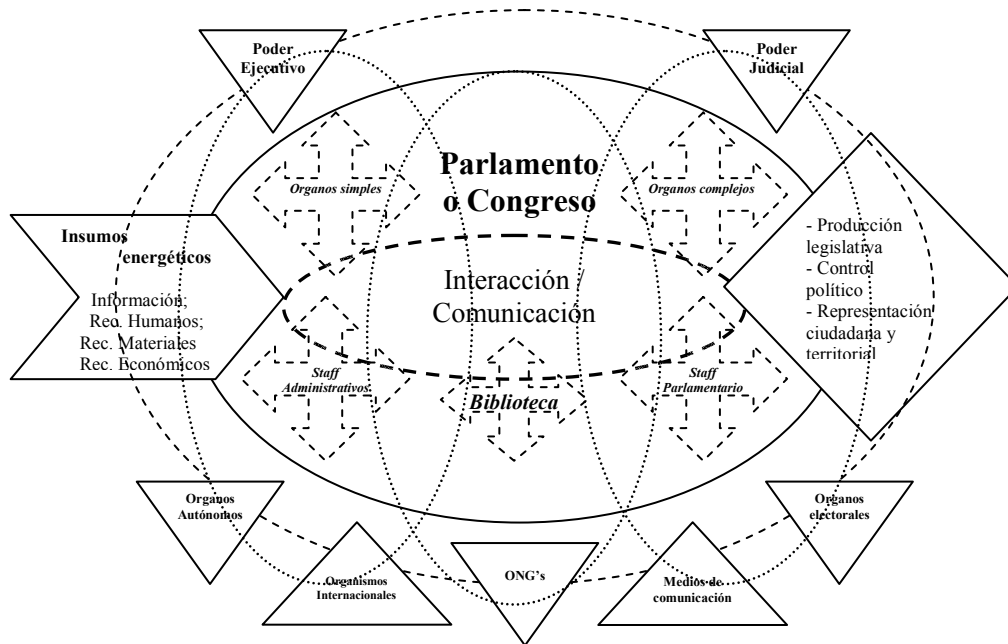 Poder
Ejecutivo
Poder
Judicial
Parlamento
o Congreso
Organos simples
Organos complejos
Insumos
energéticos
Información;
Rec. Humanos;
Rec. Materiales
Rec. Económicos
Interacción /
Comunicación
- Producción
legislativa
- Control
político
- Representación
ciudadana y
territorial
Staff
Administrativos
Biblioteca
Staff
Parlamentario
Organos
Autónomos
Organismos
Internacionales
ONG's
Medios de
comunicación
Organos
electorales